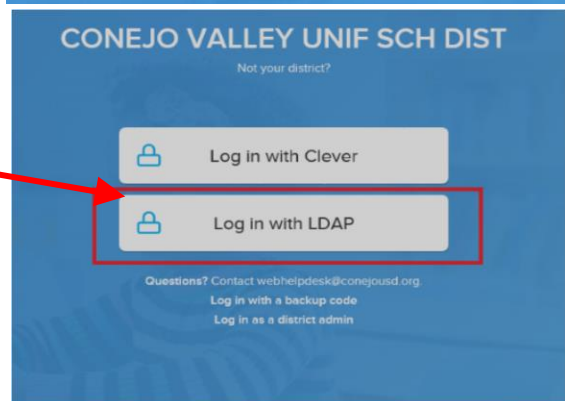 CONEJO VALLEY UNIF SCH DIST
Not your district?
Log in with Clever
Log in with LDAP
Questions? Contact webhelpdesk@conejousd.org.
Log in with a backup code
Log in as a district admin